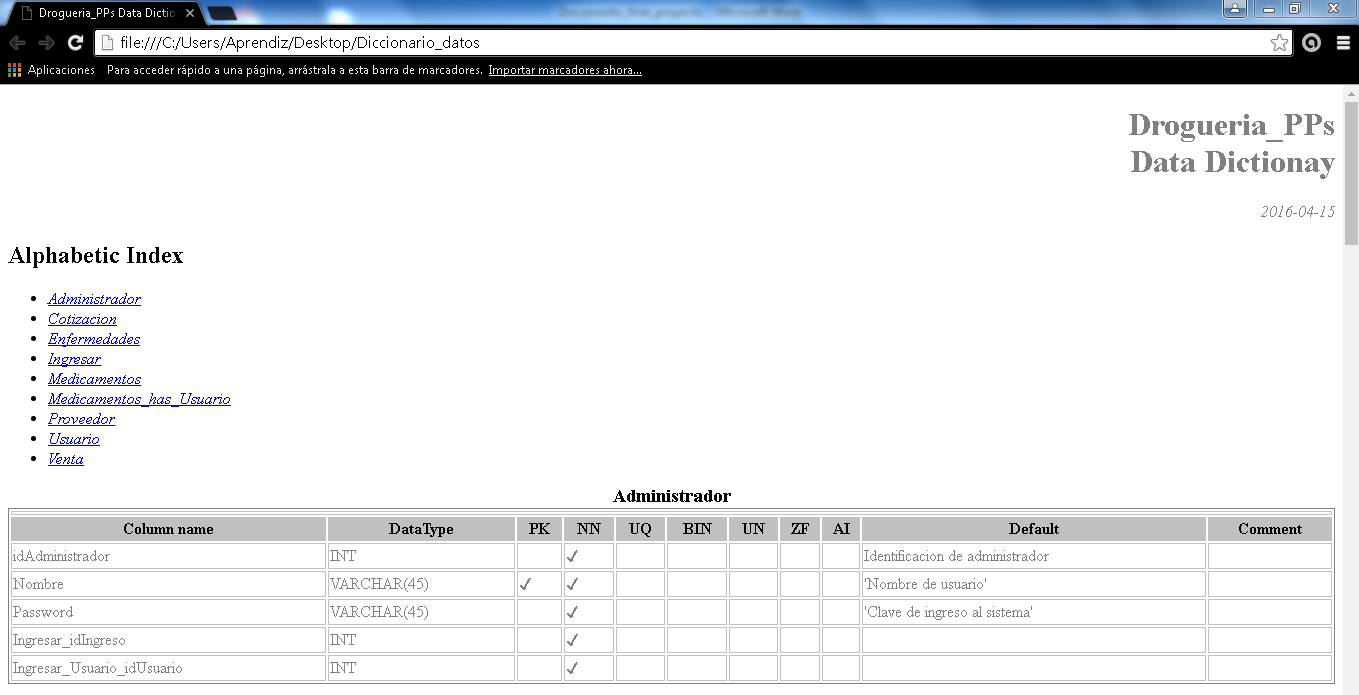 Drogueria_PPs Data Dictio
file:///C:/Users/Aprendiz/Desktop/Diccionario_datos
Aplicaciones Para acceder rápido a una página, arrástrala a esta barra de marcadores. Importar marcadores ahora...
Drogueria_PPs
Data Dictionay
2016-04-15
Alphabetic Index
Administrador
Cotizacion
Enfermedades
Ingresar
Medicamentos
Medicamentos_has_Usuario
Proveedor
Usuario
Venta
Administrador
Column name DataType PK NN UQ BIN UN ZF AI Default Comment
idAdministrador INT ✓ Identificacion de administrador
Nombre VARCHAR(45) ✓ ✓ 'Nombre de usuario'
Password VARCHAR(45) ✓ 'Clave de ingreso al sistema'
Ingresar_idIngreso INT ✓
Ingresar_Usuario_idUsuario INT ✓